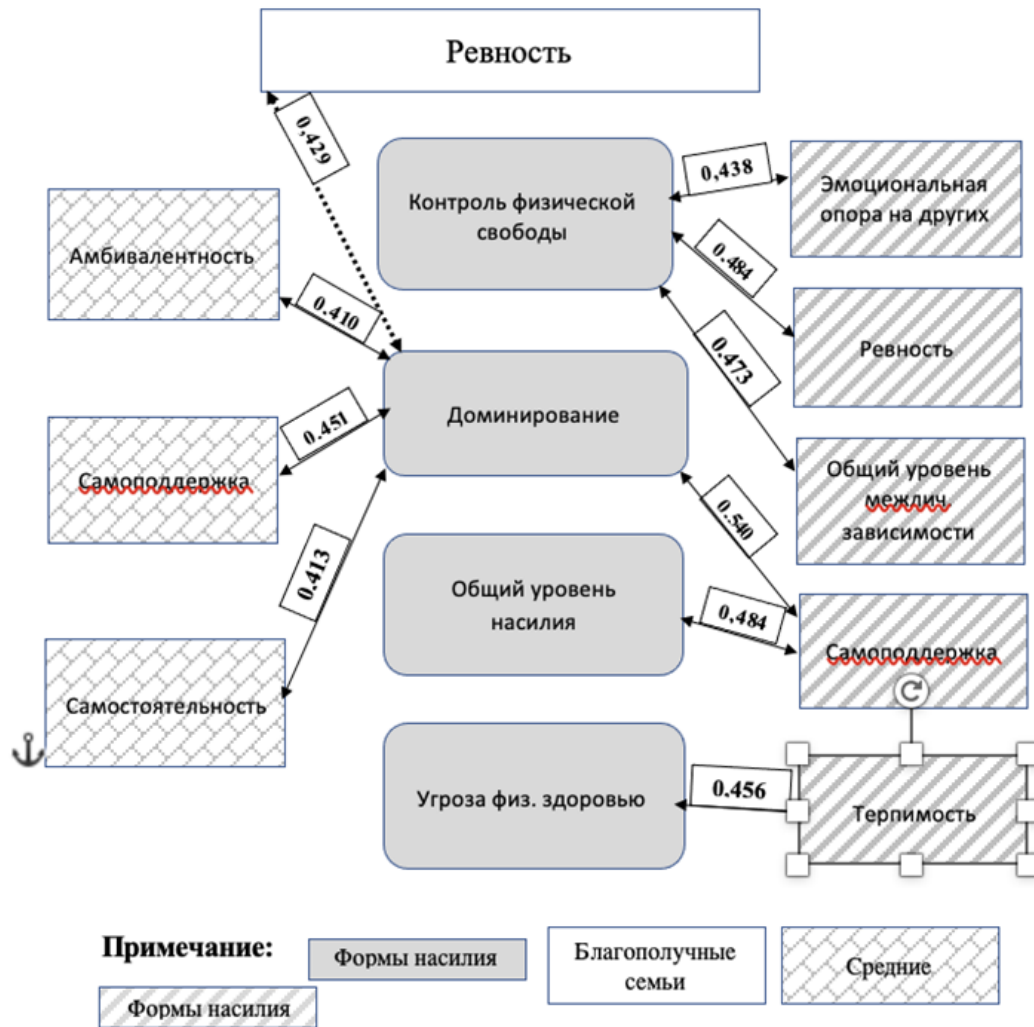 Ревность
0,429
Контроль физической
свободы
0,438
Эмоциональная
опора на других
Амбивалентность
0.484
0.410
Ревность
0.473
Доминирование
0.451
Самоподдержка
Общий уровень
межлич.
зависимости
0.540
0.413
Общий уровень
насилия
0,484
Самоподдержка
Самостоятельность
Угроза физ. здоровью
0.456
Терпимость
Примечание:
Формы насилия
Благополучные
семьи
Средние
Формы насилия